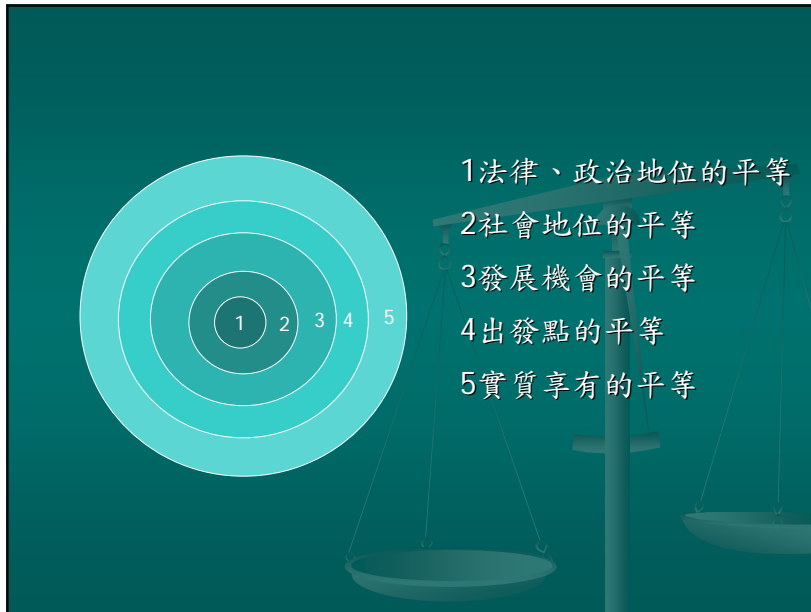 1法律、政治地位的平等
2社會地位的平等
3發展機會的平等
4出發點的平等
5實質享有的平等
1 2 3 4 5